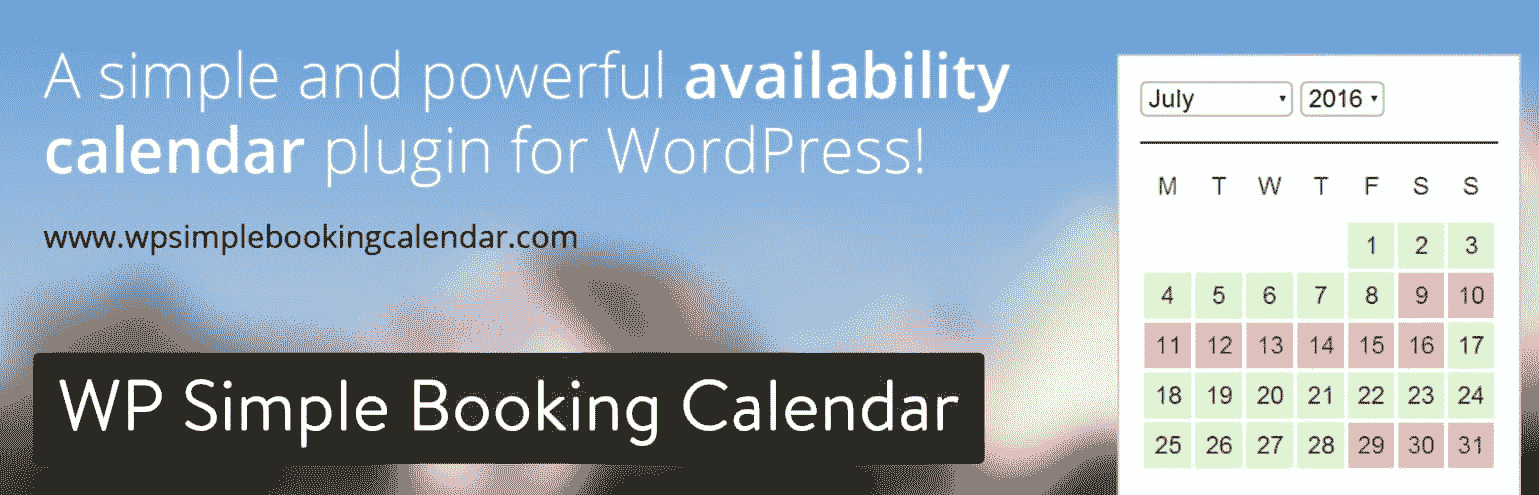 A simple and powerful availability
calendar plugin for WordPress!
www.wpsimplebookingcalendar.com
WP Simple Booking Calendar
July 2016
M T W T F S S
1 2 3
4 5 6 7 8 9 10
11 12 13 14 15 16 17
18 19 20 21 22 23 24
25 26 27 28 29 30 31